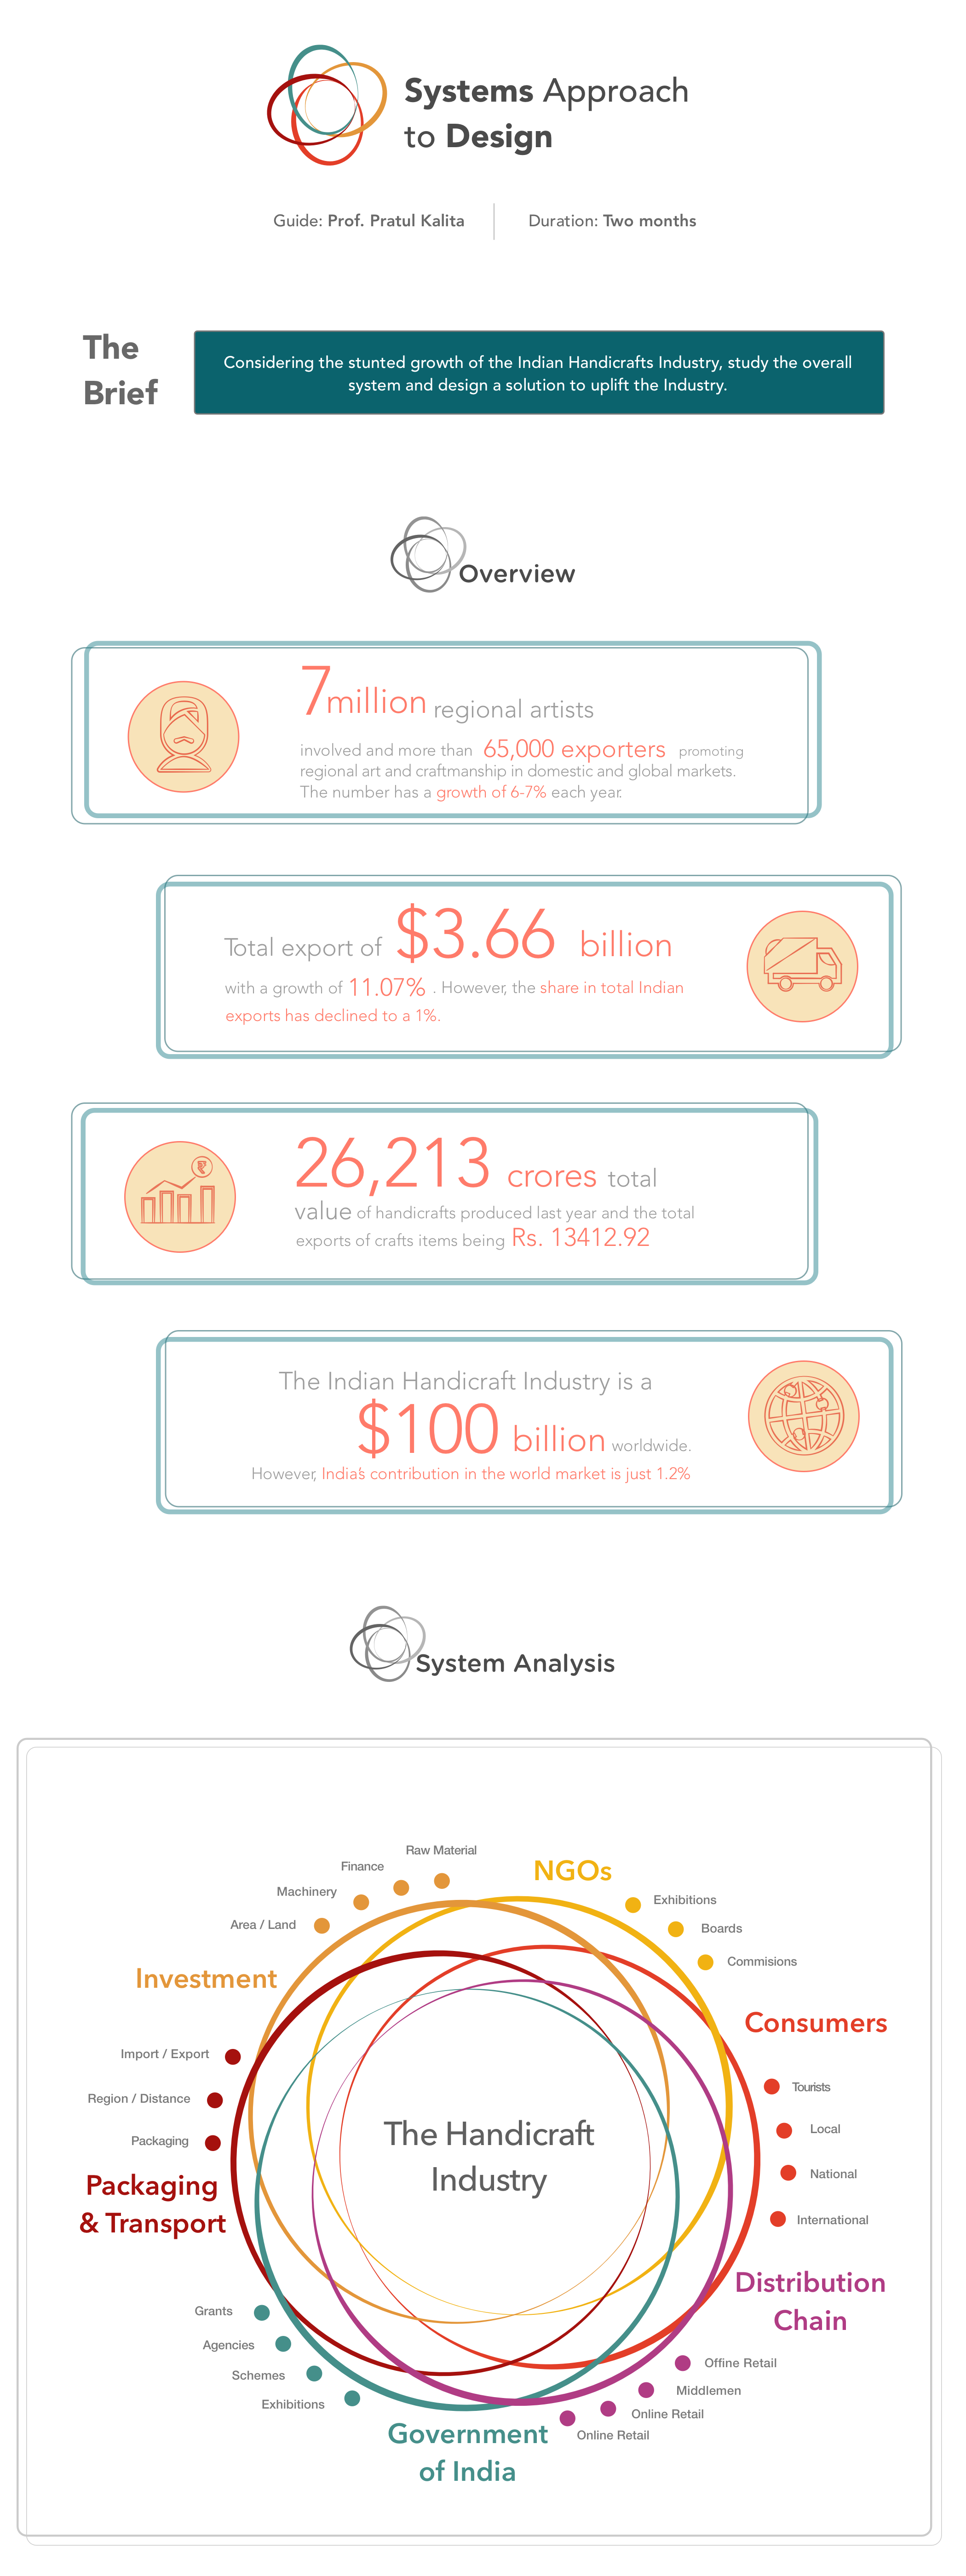 Systems Approach
to Design
Guide: Prof. Pratul Kalita
Duration: Two months
The
Brief
Considering the stunted growth of the Indian Handicrafts Industry, study the overall
system and design a solution to uplift the Industry.
Overview
7 million regional artists
involved and more than 65,000 exporters promoting
regional art and craftmanship in domestic and global markets.
The number has a growth of 6-7% each year.
Total export of $3.66 billion
with a growth of 11.07% . However, the share in total Indian
exports has declined to a 1%.
₹
26,213 crores total
value of handicrafts produced last year and the total
exports of crafts items being Rs. 13412.92
The Indian Handicraft Industry is a
$100 billion worldwide.
However, India's contribution in the world market is just 1.2%
System Analysis
Raw Material
Finance
Machinery
Area / Land
Investment
NGOs
Exhibitions
Boards
Commisions
Consumers
Tourists
Local
National
International
Import / Export
Region / Distance
Packaging
Packaging
& Transport
The Handicraft
Industry
Distribution
Chain
Offine Retail
Middlemen
Online Retail
Online Retail
Grants
Agencies
Schemes
Exhibitions
Government
of India